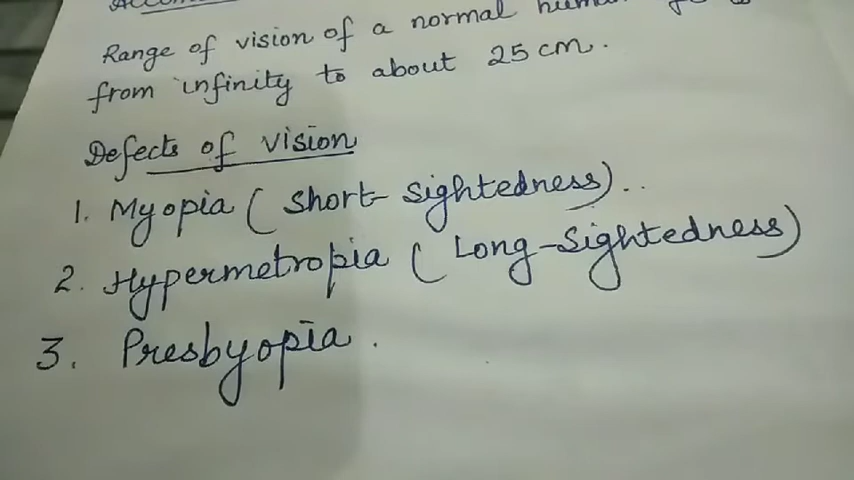 Range of vision of a normal human
from infinity to about 25 cm.
Defects of vision
1. Myopia ( Short-Sightedness)..
2. Hypermetropia ( Long-Sightedness)
3. Presbyopia.